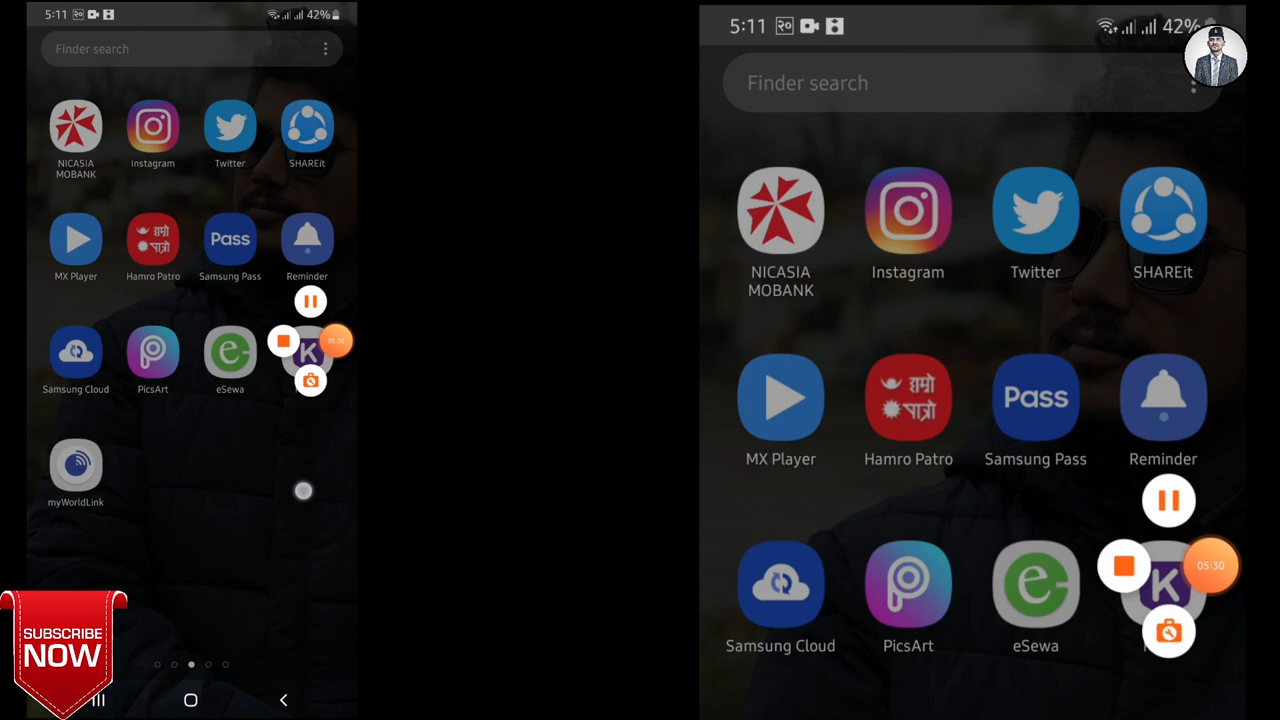 5:11 २० 42%
Finder search
NICASIA MOBANK
Instagram
Twitter
SHAREit
हाम्रो पात्रो
Pass
MX Player
Hamro Patro
Samsung Pass
Reminder
K
05:30
Samsung Cloud
PicsArt
eSewa
myWorldLink
SUBSCRIBE
NOW
5:11 २० 42%
Finder search
NICASIA
MOBANK
Instagram
Twitter
SHAREit
हाम्रो पात्रो
Pass
MX Player
Hamro Patro
Samsung Pass
Reminder
K
05:30
Samsung Cloud
PicsArt
eSewa